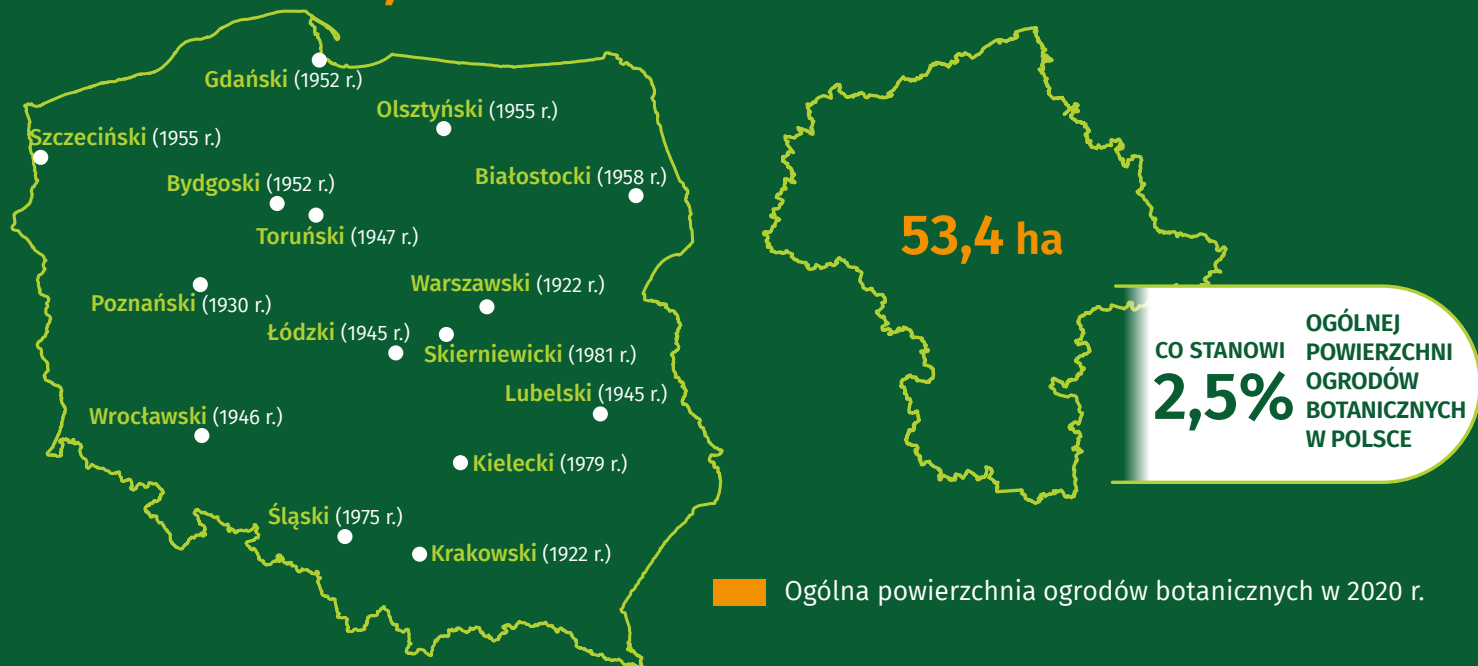 Gdański (1952 r.)
Olsztyński (1955 r.)
Szczeciński (1955 r.)
Białostocki (1958 r.)
Bydgoski (1952 r.)
Toruński (1947 r.)
Warszawski (1922 r.)
Poznański (1930 r.)
Łódzki (1945 r.)
Skierniewicki (1981 r.)
Lubelski (1945 r.)
Wrocławski (1946 r.)
Kielecki (1979 r.)
Śląski (1975 r.)
Krakowski (1922 r.)
53,4 ha
CO STANOWI
2,5%
OGÓLNEJ
POWIERZCHNI
OGRODÓW
BOTANICZNYCH
W POLSCE
Ogólna powierzchnia ogrodów botanicznych w 2020 r.